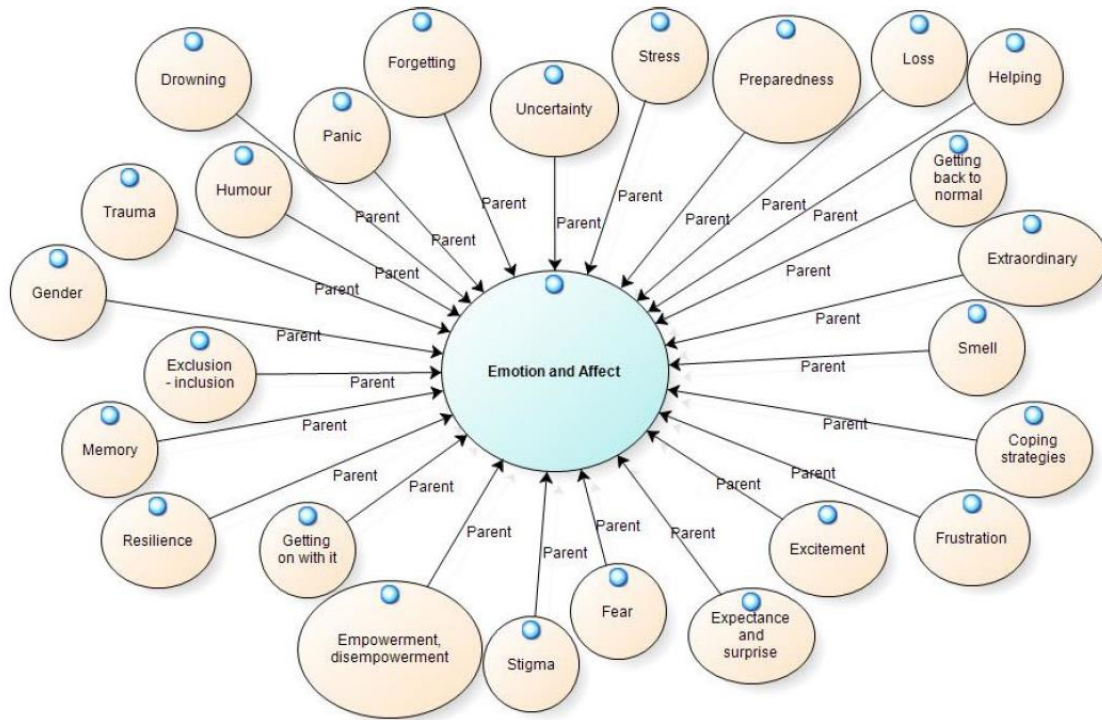 Stress
Loss
Forgetting
Drowning
Preparedness
Helping
Uncertainty
Panic
Getting
back to
normal
Humour
Trauma
Parent
Parent
Parent
Parent
Parent
Parent
Parent
Parent
Extraordinary
Parent
Parent
Parent
Gender
Parent
Parent
Smell
Exclusion
- inclusion
Emotion and Affect
Parent
Parent
Parent
Parent
Memory
Coping
strategies
Parent
Parent
Parent
Parent
Resilience
Getting
on with it
Parent
Parent
Parent
Parent
Excitement
Frustration
Fear
Expectance
and
surprise
Empowerment,
disempowerment
Stigma